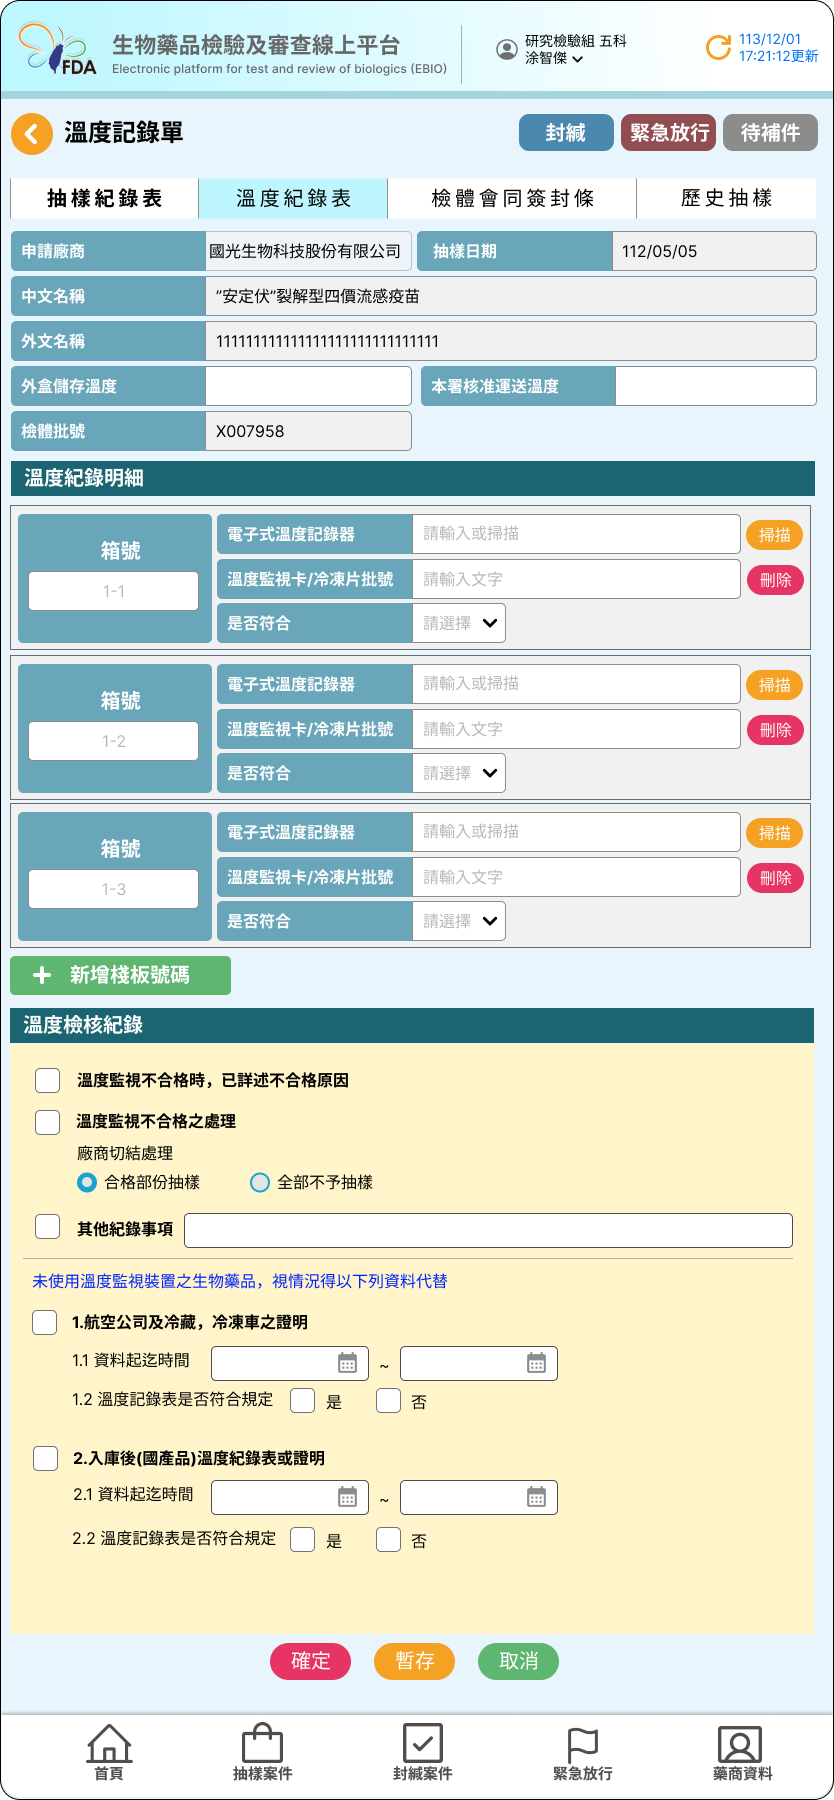 FDA
生物藥品檢驗及審查線上平台
Electronic platform for test and review of biologics (EBIO)
研究檢驗組 五科
涂智傑
113/12/01
17:21:12更新
溫度記錄單
封緘
緊急放行
待補件
抽樣紀錄表
溫度紀錄表
檢體會同簽封條
歷史抽樣
申請廠商
國光生物科技股份有限公司
抽樣日期
112/05/05
中文名稱
”安定伏”裂解型四價流感疫苗
外文名稱
1111111111111111111111111111111
外盒儲存溫度
本署核准運送溫度
檢體批號
X007958
溫度紀錄明細
箱號
1-1
電子式溫度記錄器
請輸入或掃描
掃描
溫度監視卡/冷凍片批號
請輸入文字
刪除
是否符合
請選擇
箱號
1-2
電子式溫度記錄器
請輸入或掃描
掃描
溫度監視卡/冷凍片批號
請輸入文字
刪除
是否符合
請選擇
箱號
1-3
電子式溫度記錄器
請輸入或掃描
掃描
溫度監視卡/冷凍片批號
請輸入文字
刪除
是否符合
請選擇
新增棧板號碼
溫度檢核紀錄
溫度監視不合格時，已詳述不合格原因
溫度監視不合格之處理
廠商切結處理
合格部份抽樣
全部不予抽樣
其他紀錄事項
未使用溫度監視裝置之生物藥品，視情況得以下列資料代替
1.航空公司及冷藏，冷凍車之證明
1.1 資料起迄時間
~
1.2 溫度記錄表是否符合規定
是
否
2.入庫後(國產品)溫度紀錄表或證明
2.1 資料起迄時間
~
2.2 溫度記錄表是否符合規定
是
否
確定
暫存
取消
首頁
抽樣案件
封緘案件
緊急放行
藥商資料